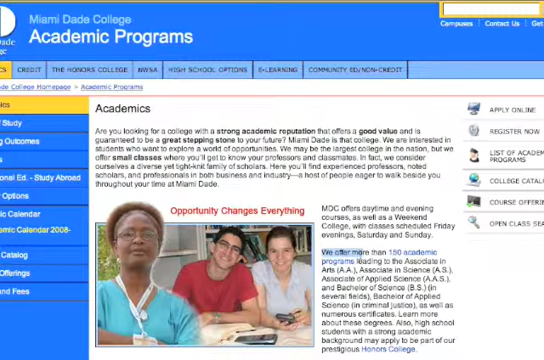 Miami Dade College
Academic Programs
Campuses | Contact Us | Get
CREDIT | THE HONORS COLLEGE | NWSA | HIGH SCHOOL OPTIONS | E-LEARNING | COMMUNITY ED/NON-CREDIT
College Homepage > Academic Programs
Academics
Are you looking for a college with a strong academic reputation that offers a good value and is
guaranteed to be a great stepping stone to your future? Miami Dade is that college. We are interested in
students who want to explore a world of opportunities. We may be the largest college in the nation, but we
offer small classes where you'll get to know your professors and classmates. In fact, we consider
ourselves a diverse yet tight-knit family of scholars. Here you'll find experienced professors, noted
scholars, and professionals in both business and industry—a host of people eager to walk beside you
throughout your time at Miami Dade.
of Study
Outcomes
Ed. - Study Abroad
Options
Calendar
Calendar 2008-
Catalog
Offerings
and Fees
Opportunity Changes Everything
MDC offers daytime and evening
courses, as well as a Weekend
College, with classes scheduled Friday
evenings, Saturday and Sunday.
We offer more than 150 academic
programs leading to the Associate in
Arts (A.A.), Associate in Science (A.S.),
Associate of Applied Science (A.A.S.),
and Bachelor of Science (B.S.) (in
several fields), Bachelor of Applied
Science (in criminal justice), as well as
numerous certificates. Learn more
about these degrees. Also, high school
students with a strong academic
background may apply to be part of our
prestigious Honors College.
APPLY ONLINE
REGISTER NOW
LIST OF ACADEM
PROGRAMS
COLLEGE CATAL
COURSE OFFERIN
OPEN CLASS SEA